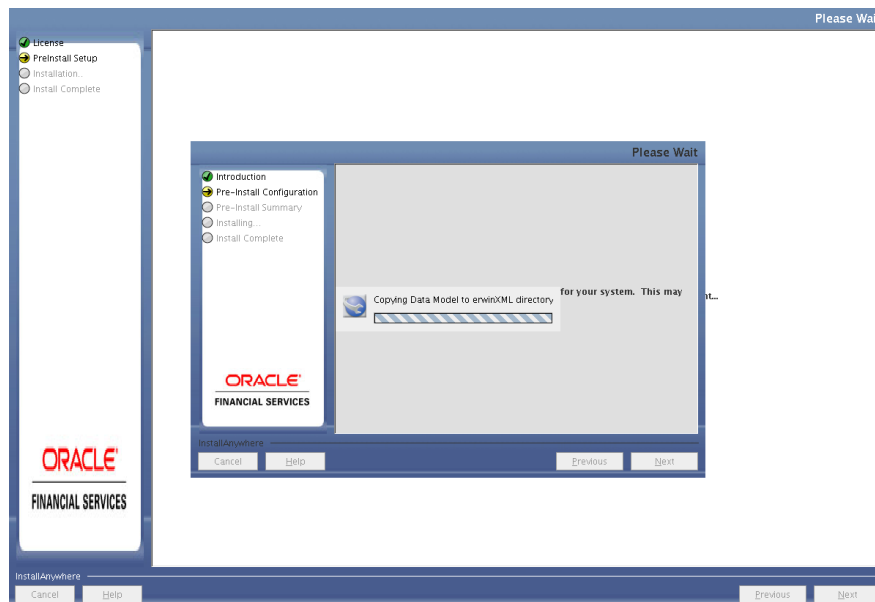 Please Wai
License
PreInstall Setup
Installation..
Install Complete
Please Wait
Introduction
Pre-Install Configuration
Pre-Install Summary
Installing...
Install Complete
for your system. This may
nt...
Copying Data Model to erwinXML directory
ORACLE'
FINANCIAL SERVICES
InstallAnywhere
Cancel
Help
Previous
Next
ORACLE'
FINANCIAL SERVICES
InstallAnywhere
Cancel
Help
Previous
Next